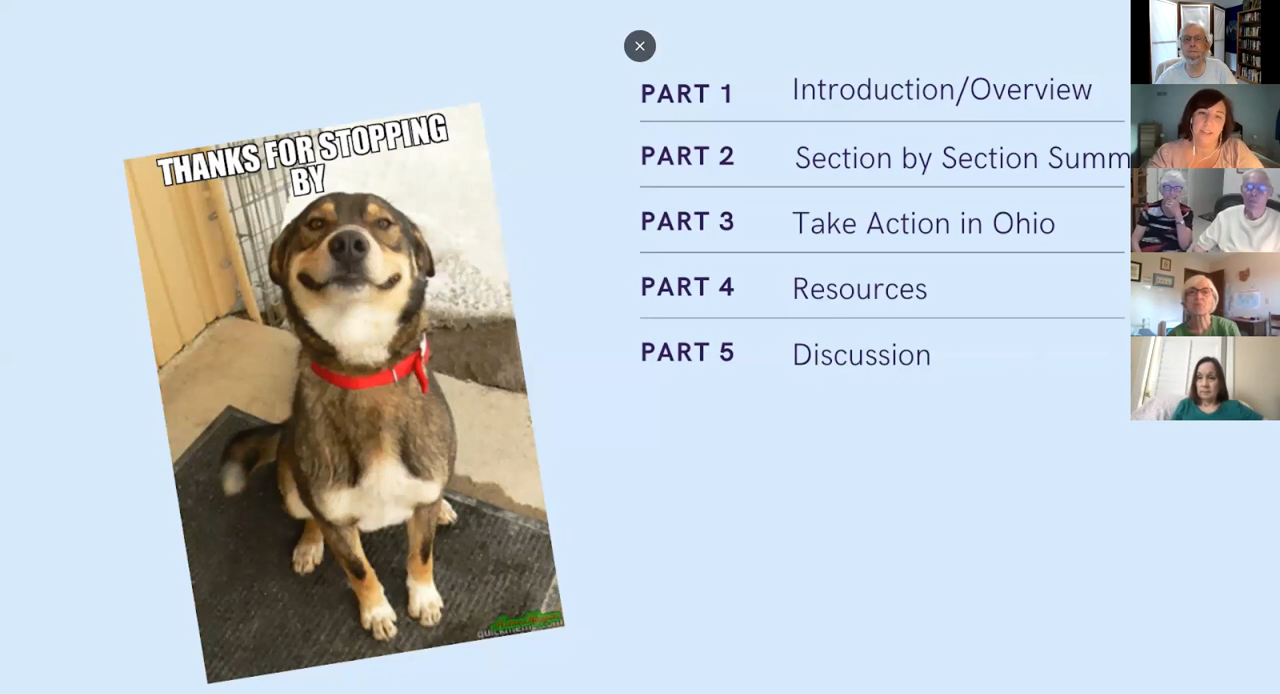 THANKS FOR STOPPING
BY
PART 1
Introduction/Overview
PART 2
Section by Section Summ
PART 3
Take Action in Ohio
PART 4
Resources
PART 5
Discussion